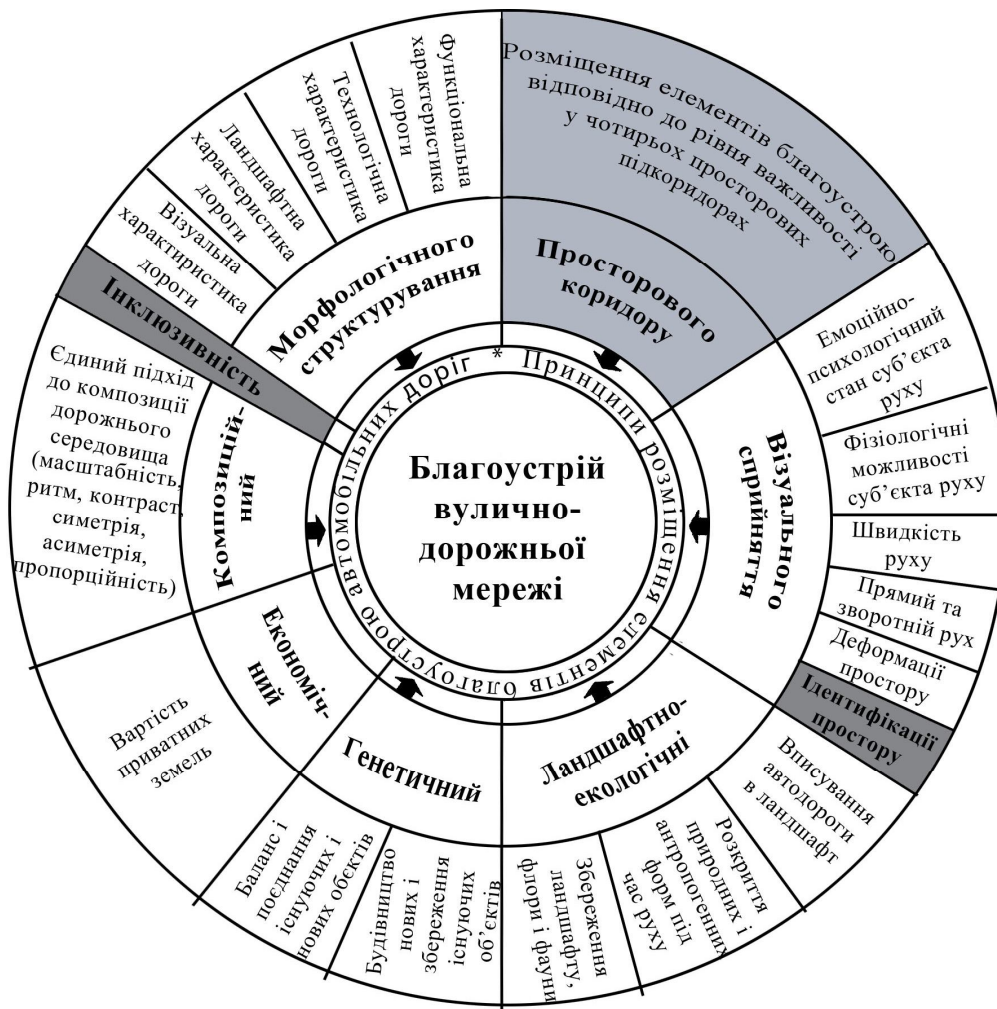 Благоустрій
вулично-
дорожньої
мережі
* Принципи розміщення елементів благоустрою автомобільних доріг
Просторового
коридору
Розміщення елементів благоустрою
відповідно до рівня важливості
у чотирьох просторових
підкоридорах
Візуального
сприйняття
Емоційно-
психологічний
стан суб’єкта
руху
Фізіологічні
можливості
суб’єкта руху
Швидкість
руху
Прямий та
зворотній рух
Деформації
простору
Ідентифікації
простору
Ландшафтно-
екологічні
Вписування
автодороги
в ландшафт
Розкриття
природних і
антропогенних
форм під
час руху
Збереження
ландшафту,
флори і фауни
Генетичний
Будівництво
нових і
збереження
існуючих
об’єктів
Баланс і
поєднання
існуючих і
нових обєктів
Економіч-
ний
Вартість
приватних
земель
Композицій-
ний
Єдиний підхід
до композиції
дорожнього
середовища
(масштабність,
ритм, контраст,
симетрія,
асиметрія,
пропорційність)
Інклюзивність
Морфологічного
структурування
Візуальна
характиристика
дороги
Ландшафтна
характеристика
дороги
Технологічна
характеристика
дороги
Функціональна
характеристика
дороги